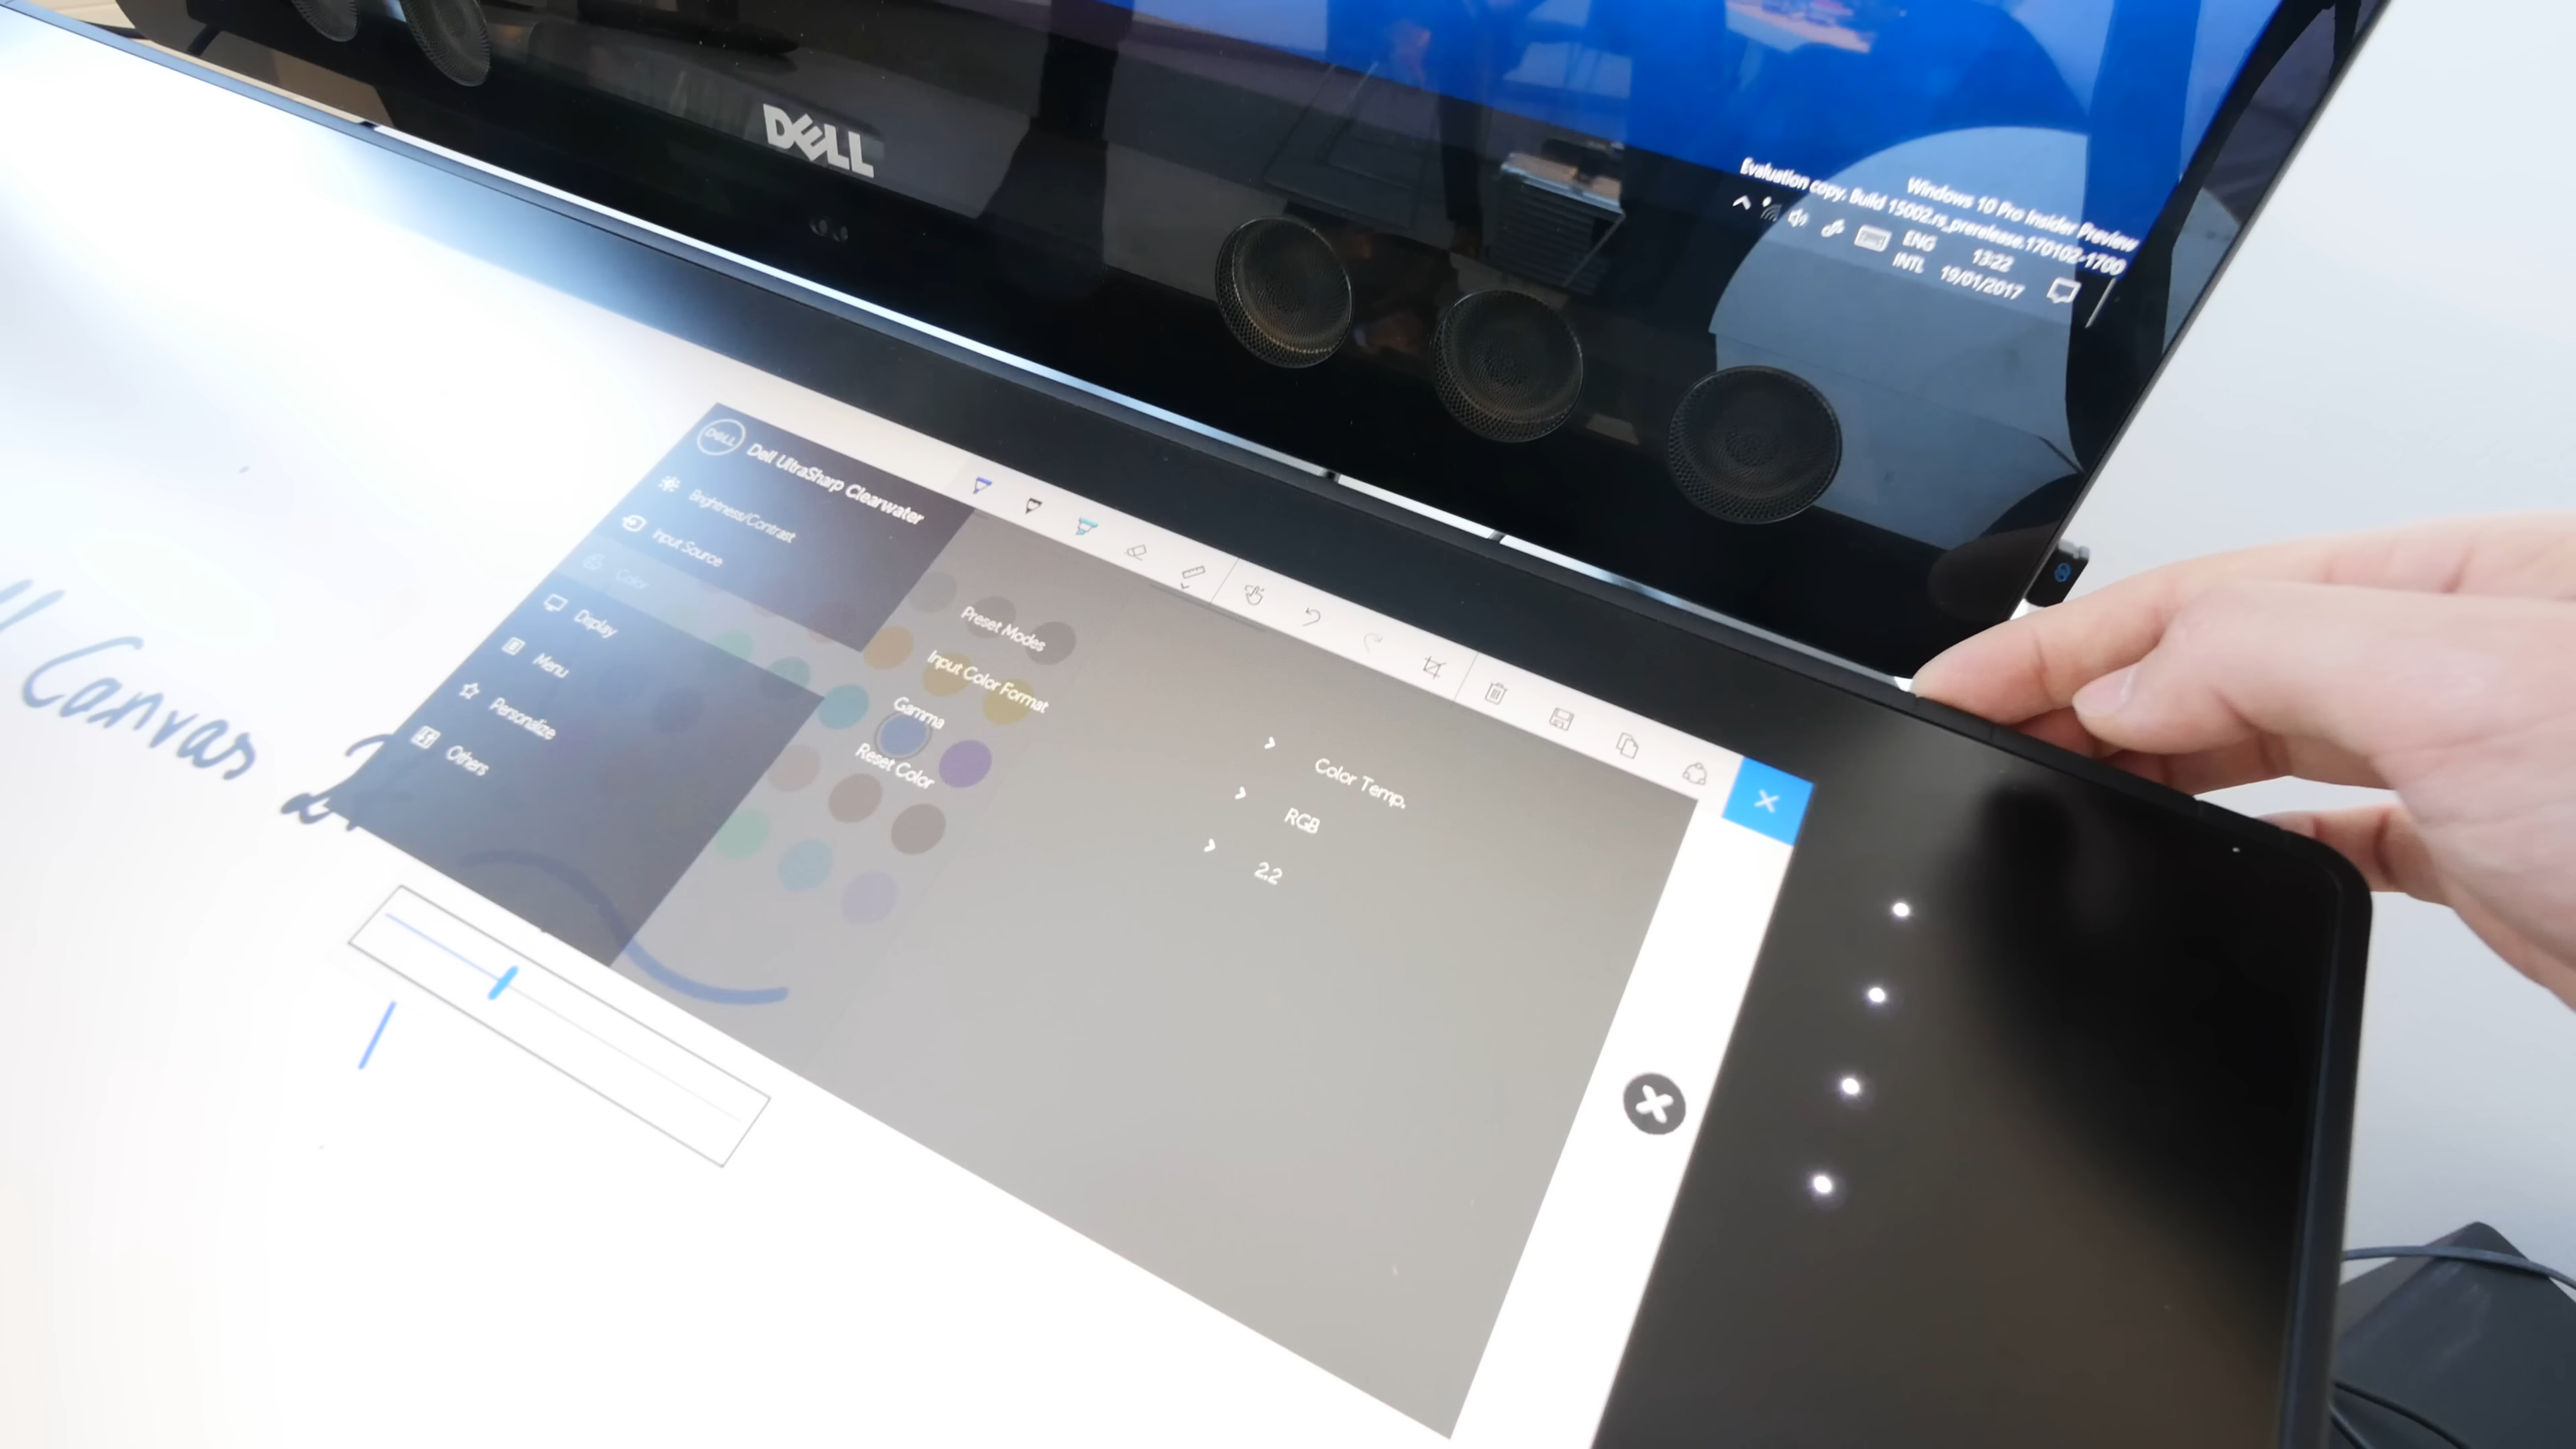 DELL
Windows 10 Pro Insider Preview
Evaluation copy. Build 15002.rs_prerelease.170102-1700
ENG
INTL
13:22
19/01/2017
DELL
Dell UltraSharp Clearwater
Brightness/Contrast
Input Source
Color
Display
Menu
Personalize
Others
Preset Modes
Input Color Format
Gamma
Reset Color
Color Temp.
RGB
2.2
Canvas